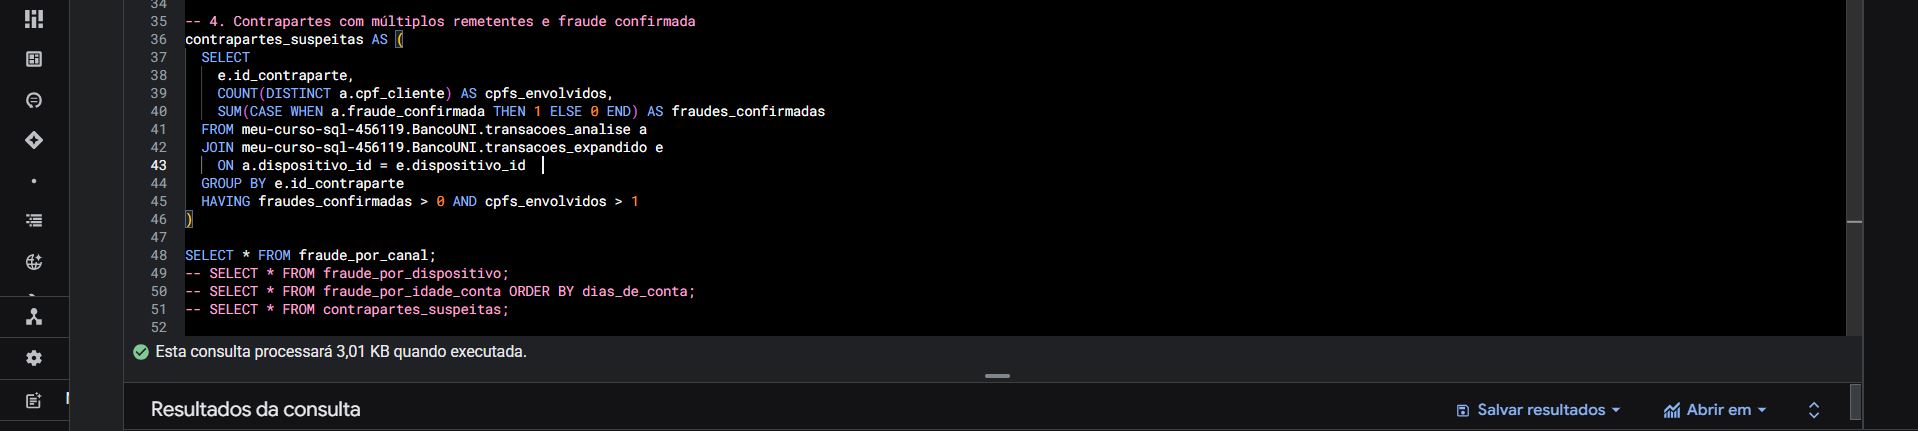 34
35 -- 4. Contrapartes com múltiplos remetentes e fraude confirmada
36 contrapartes_suspeitas AS (
37 SELECT
38 e.id_contraparte,
39 COUNT(DISTINCT a.cpf_cliente) AS cpfs_envolvidos,
40 SUM(CASE WHEN a.fraude_confirmada THEN 1 ELSE 0 END) AS fraudes_confirmadas
41 FROM meu-curso-sql-456119.BancoUNI.transacoes_analise a
42 JOIN meu-curso-sql-456119.BancoUNI.transacoes_expandido e
43 ON a.dispositivo_id = e.dispositivo_id
44 GROUP BY e.id_contraparte
45 HAVING fraudes_confirmadas > 0 AND cpfs_envolvidos > 1
46 )
47
48 SELECT * FROM fraude_por_canal;
49 -- SELECT * FROM fraude_por_dispositivo;
50 -- SELECT * FROM fraude_por_idade_conta ORDER BY dias_de_conta;
51 -- SELECT * FROM contrapartes_suspeitas;
52
Esta consulta processará 3,01 KB quando executada.
Resultados da consulta
Salvar resultados
Abrir em